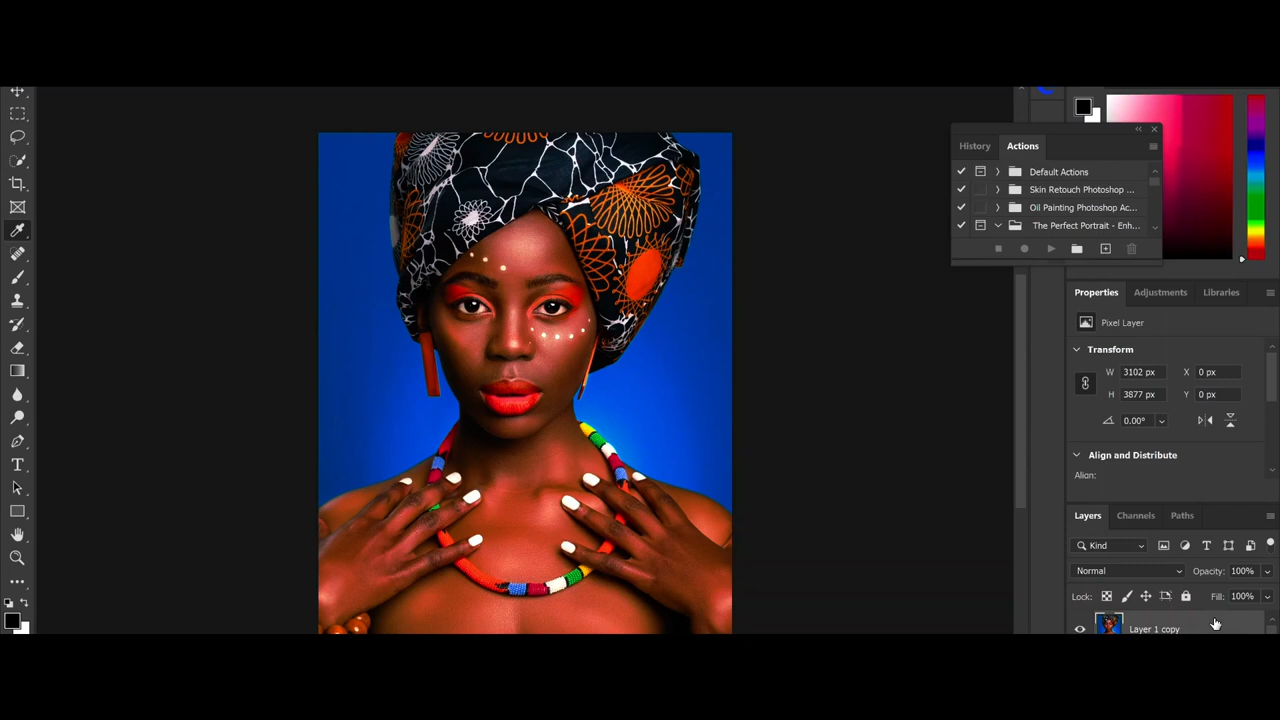 History Actions
Default Actions
Skin Retouch Photoshop ...
Oil Painting Photoshop Ac...
The Perfect Portrait - Enh...
Properties Adjustments Libraries
Pixel Layer
Transform
W 3102 px X 0 px
H 3877 px Y 0 px
0.00°
Align and Distribute
Align:
Layers Channels Paths
Kind
Normal Opacity: 100%
Lock: Fill: 100%
Layer 1 copy